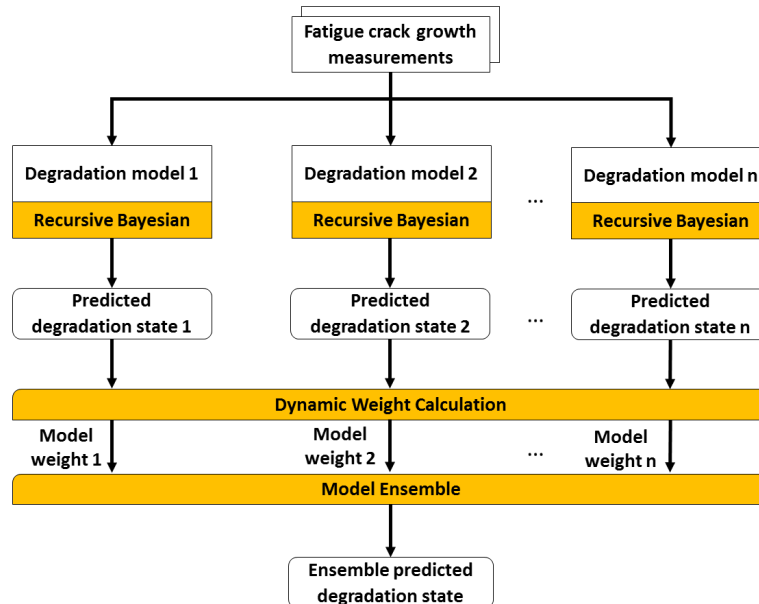 Fatigue crack growth
measurements
Degradation model 1
Degradation model 2
Degradation model n
...
Recursive Bayesian
Recursive Bayesian
Recursive Bayesian
Predicted
degradation state 1
Predicted
degradation state 2
...
Predicted
degradation state n
Dynamic Weight Calculation
Model
weight 1
Model
weight 2
...
Model
weight n
Model Ensemble
Ensemble predicted
degradation state